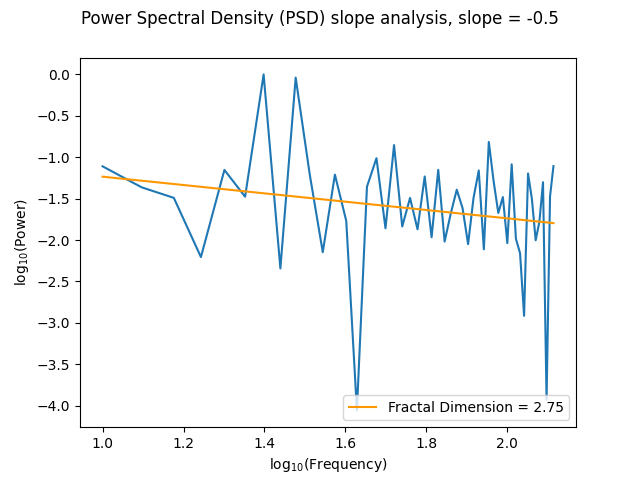 Power Spectral Density (PSD) slope analysis, slope = -0.5
0.0
−0.5
−1.0
−1.5
−2.0
−2.5
−3.0
−3.5
−4.0
log₁₀(Power)
Fractal Dimension = 2.75
1.0 1.2 1.4 1.6 1.8 2.0
log₁₀(Frequency)